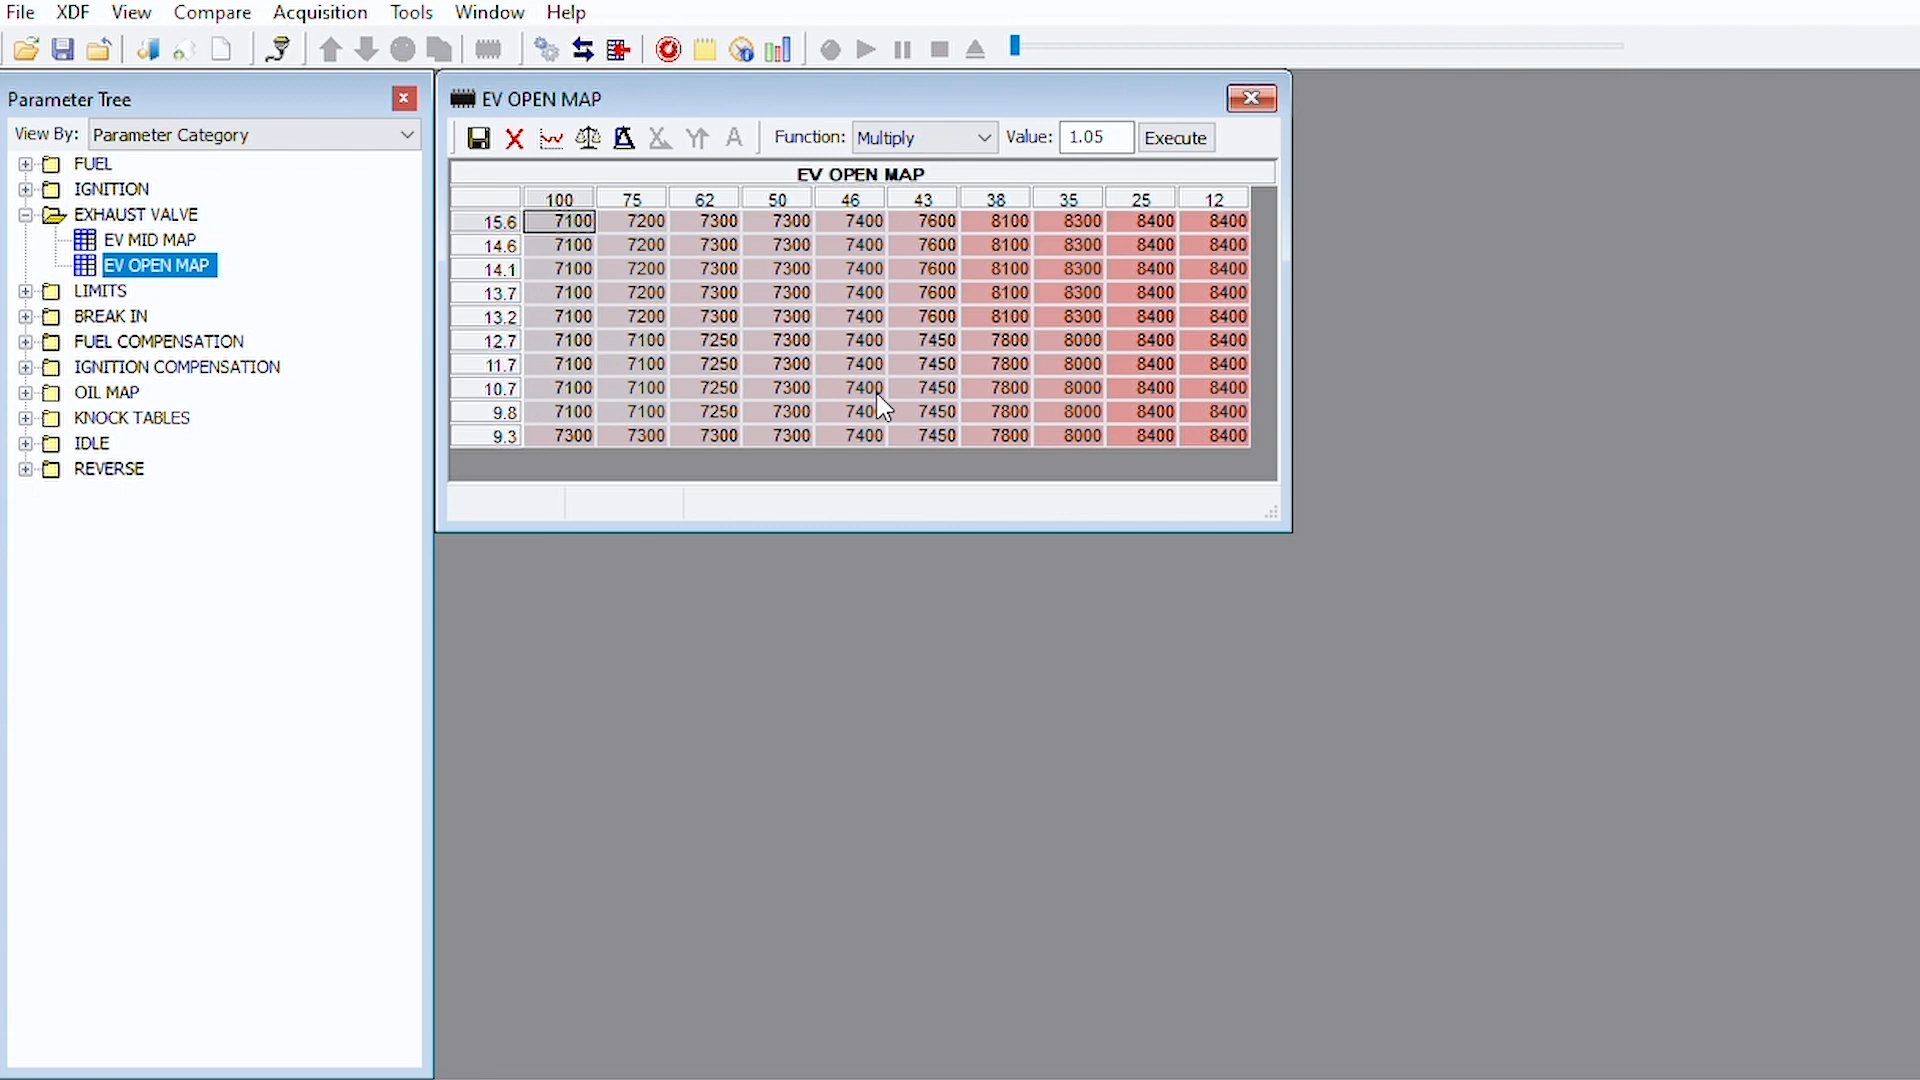 File XDF View Compare Acquisition Tools Window Help
Parameter Tree
View By: Parameter Category
FUEL
IGNITION
EXHAUST VALVE
EV MID MAP
EV OPEN MAP
LIMITS
BREAK IN
FUEL COMPENSATION
IGNITION COMPENSATION
OIL MAP
KNOCK TABLES
IDLE
REVERSE
EV OPEN MAP
Function: Multiply Value: 1.05 Execute
EV OPEN MAP
100 75 62 50 46 43 38 35 25 12
15.6 7100 7200 7300 7300 7400 7600 8100 8300 8400 8400
14.6 7100 7200 7300 7300 7400 7600 8100 8300 8400 8400
14.1 7100 7200 7300 7300 7400 7600 8100 8300 8400 8400
13.7 7100 7200 7300 7300 7400 7600 8100 8300 8400 8400
13.2 7100 7200 7300 7300 7400 7600 8100 8300 8400 8400
12.7 7100 7100 7250 7300 7400 7450 7800 8000 8400 8400
11.7 7100 7100 7250 7300 7400 7450 7800 8000 8400 8400
10.7 7100 7100 7250 7300 7400 7450 7800 8000 8400 8400
9.8 7100 7100 7250 7300 7400 7450 7800 8000 8400 8400
9.3 7300 7300 7300 7300 7400 7450 7800 8000 8400 8400